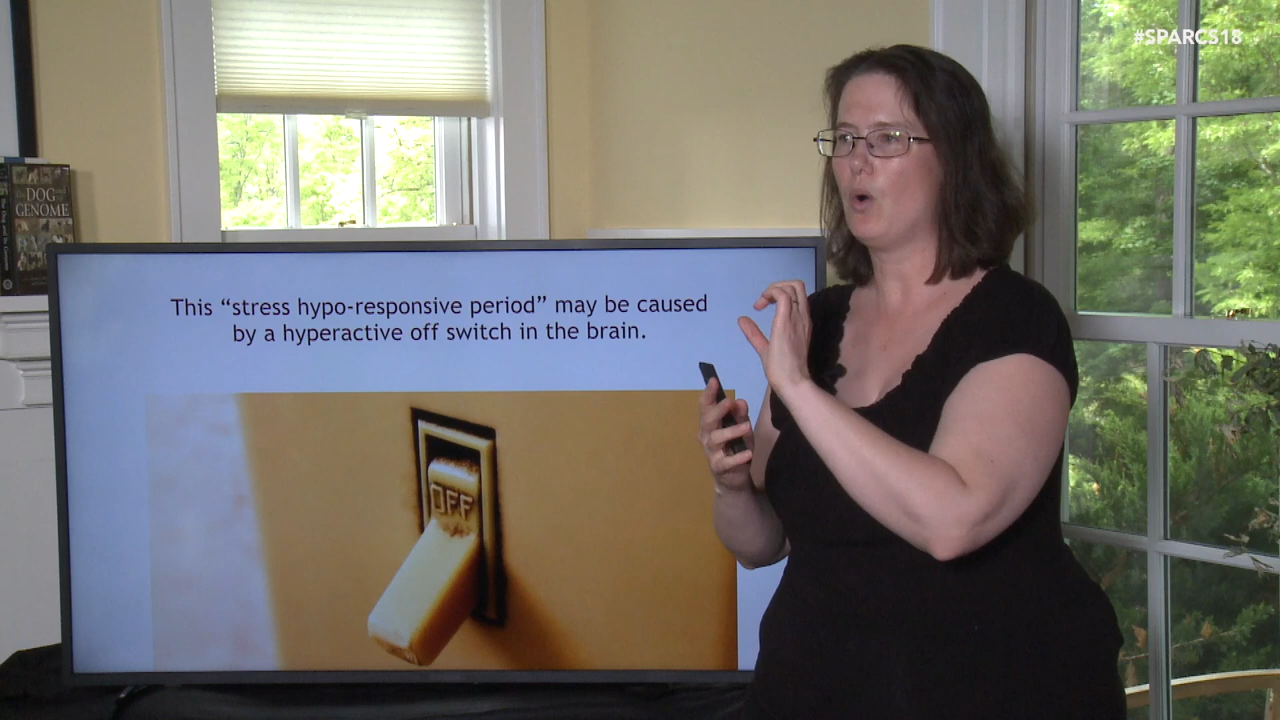 #SPARCS18
DOG
GENOME
This “stress hypo-responsive period” may be caused
by a hyperactive off switch in the brain.
OFF